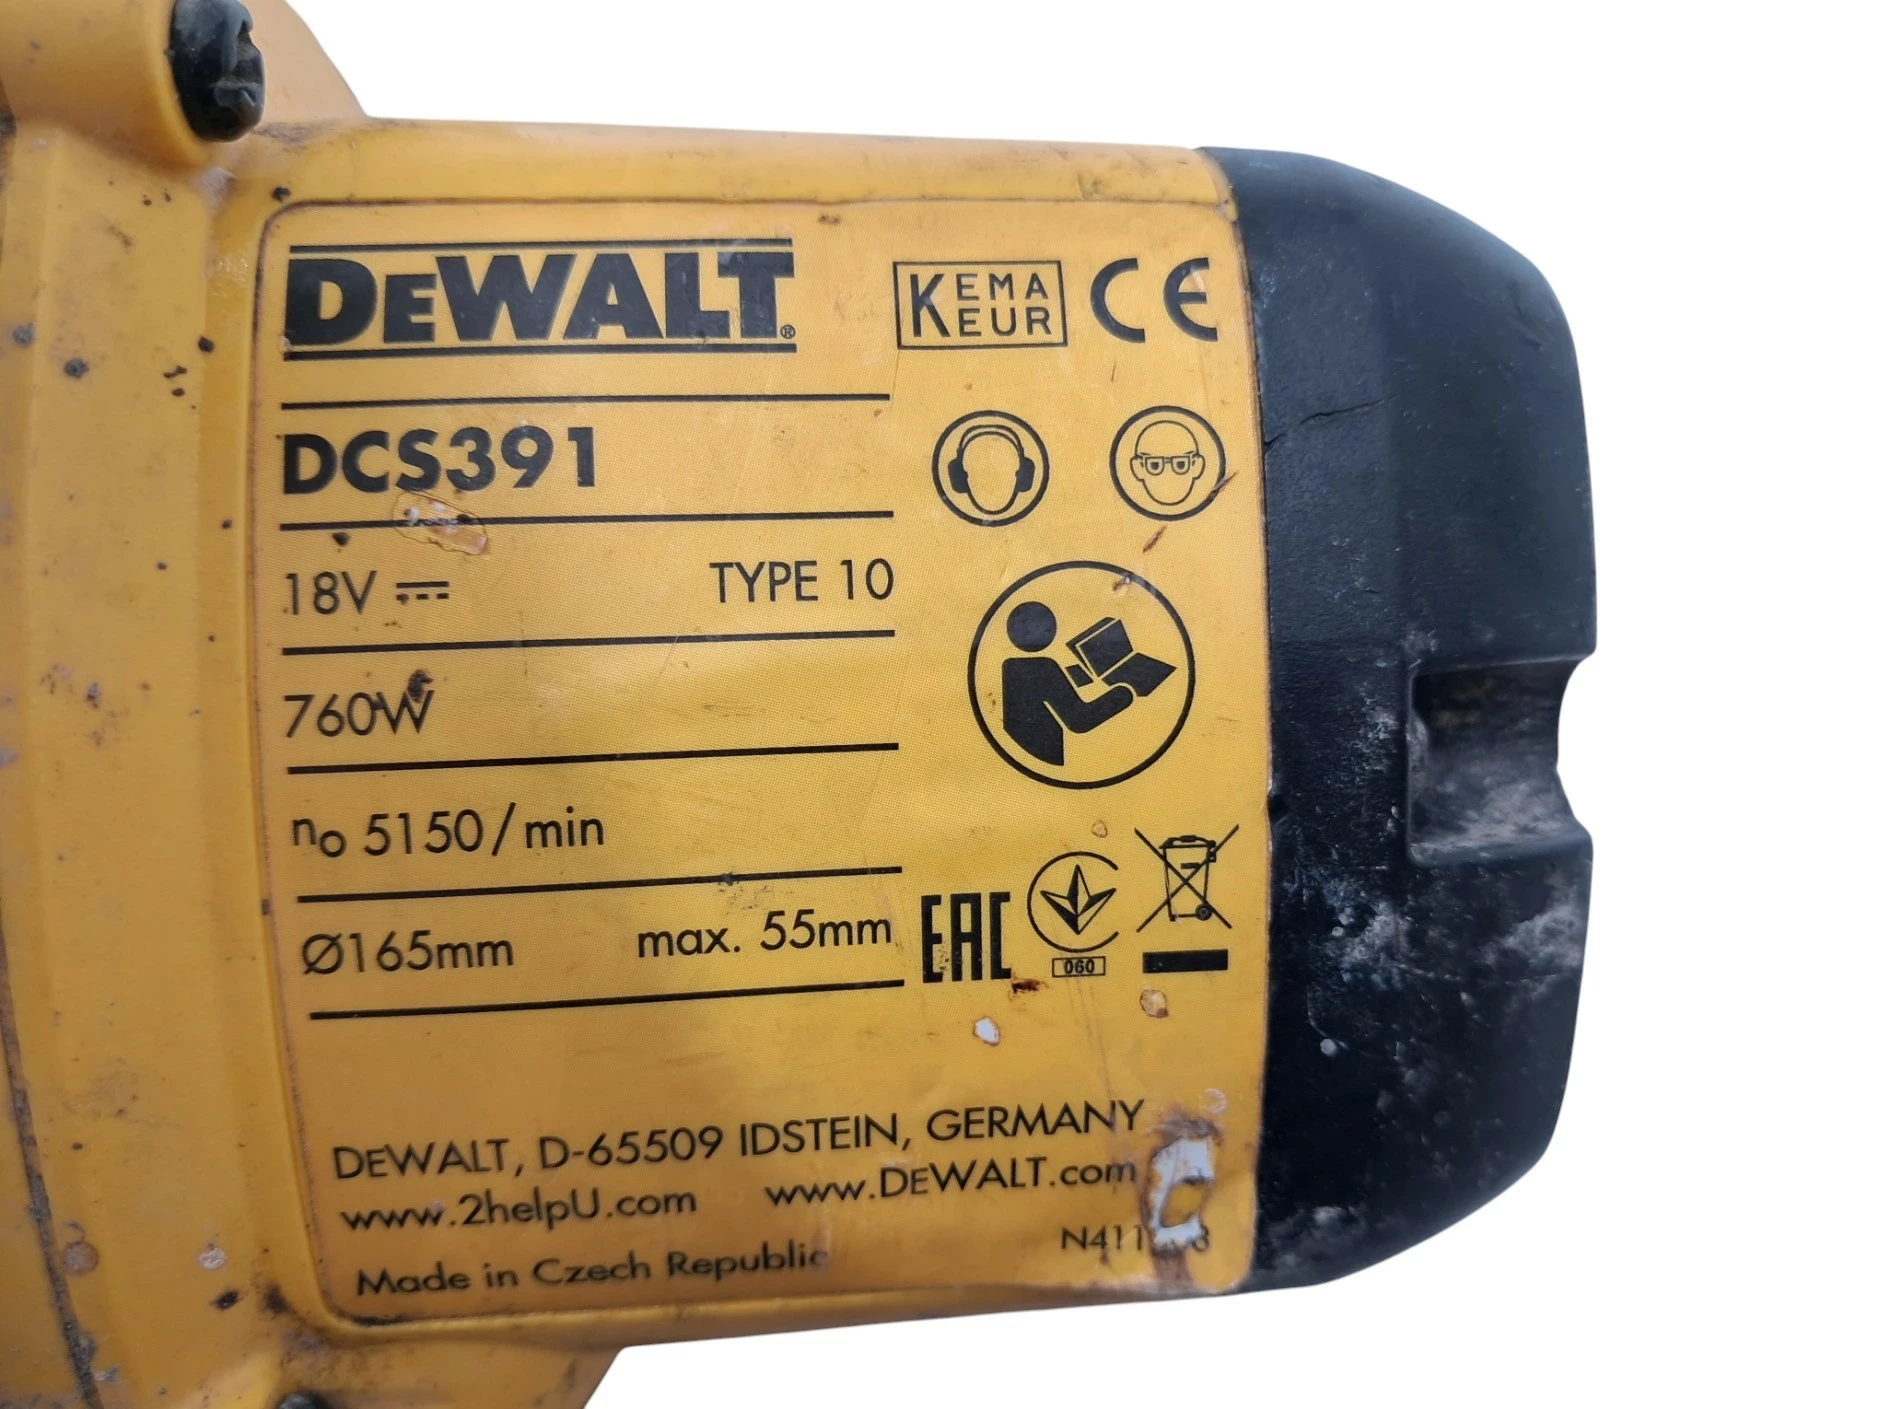 DEWALT®
KEMA
KEUR
CE
DCS391
18V TYPE 10
760W
no 5150/min
Ø165mm max. 55mm
EAC
060
DEWALT, D-65509 IDSTEIN, GERMANY
www.2helpU.com www.DEWALT.com
Made in Czech Republic